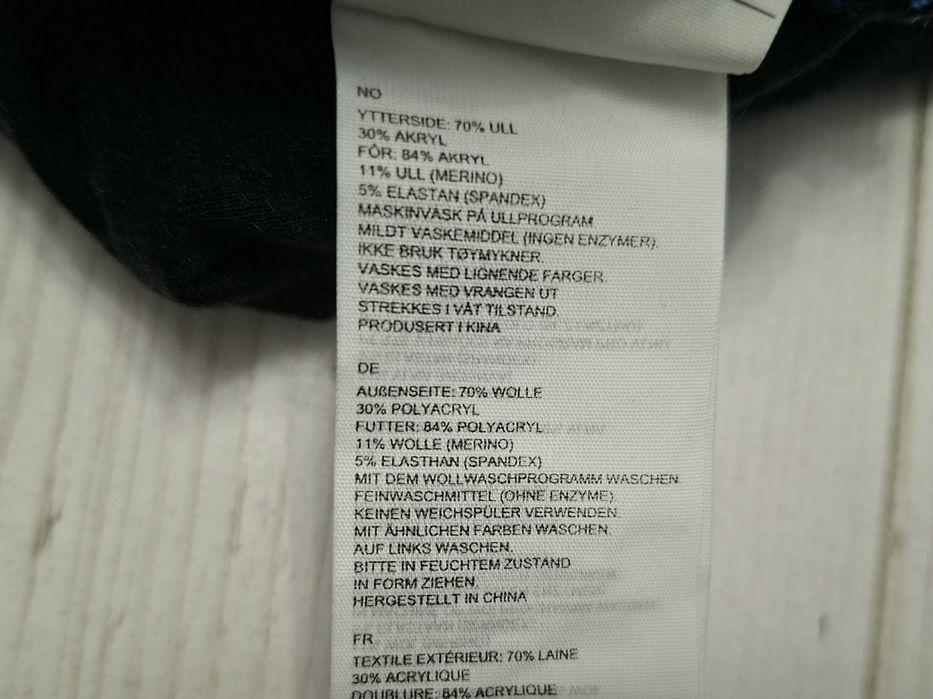 NO
YTTERSIDE: 70% ULL
30% AKRYL
FÔR: 84% AKRYL
11% ULL (MERINO)
5% ELASTAN (SPANDEX)
MASKINVASK PÅ ULLPROGRAM
MILDT VASKEMIDDEL (INGEN ENZYMER).
IKKE BRUK TØYMYKNER.
VASKES MED LIGNENDE FARGER.
VASKES MED VRANGEN UT
STREKKES I VÅT TILSTAND.
PRODUSERT I KINA
DE
AUßENSEITE: 70% WOLLE
30% POLYACRYL
FUTTER: 84% POLYACRYL
11% WOLLE (MERINO)
5% ELASTHAN (SPANDEX)
MIT DEM WOLLWASCHPROGRAMM WASCHEN.
FEINWASCHMITTEL (OHNE ENZYME).
KEINEN WEICHSPÜLER VERWENDEN.
MIT ÄHNLICHEN FARBEN WASCHEN.
AUF LINKS WASCHEN.
BITTE IN FEUCHTEM ZUSTAND
IN FORM ZIEHEN.
HERGESTELLT IN CHINA
FR
TEXTILE EXTÉRIEUR: 70% LAINE
30% ACRYLIQUE
DOUBLURE: 84% ACRYLIQUE